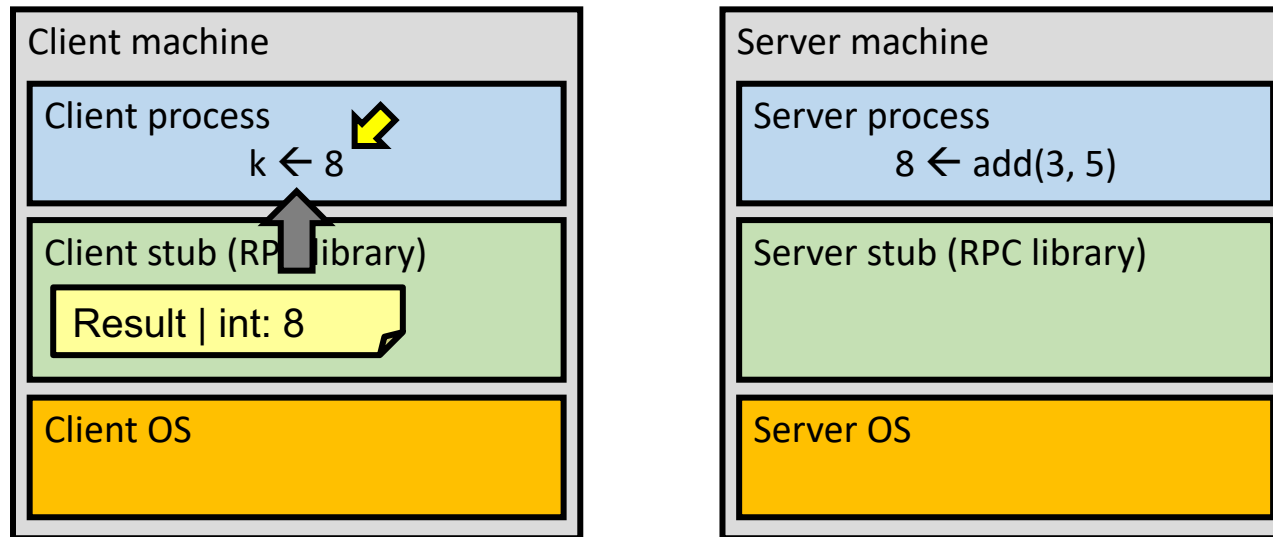 Client machine
Client process
k ← 8
Client stub (RPC library)
Result | int: 8
Client OS
Server machine
Server process
8 ← add(3, 5)
Server stub (RPC library)
Server OS